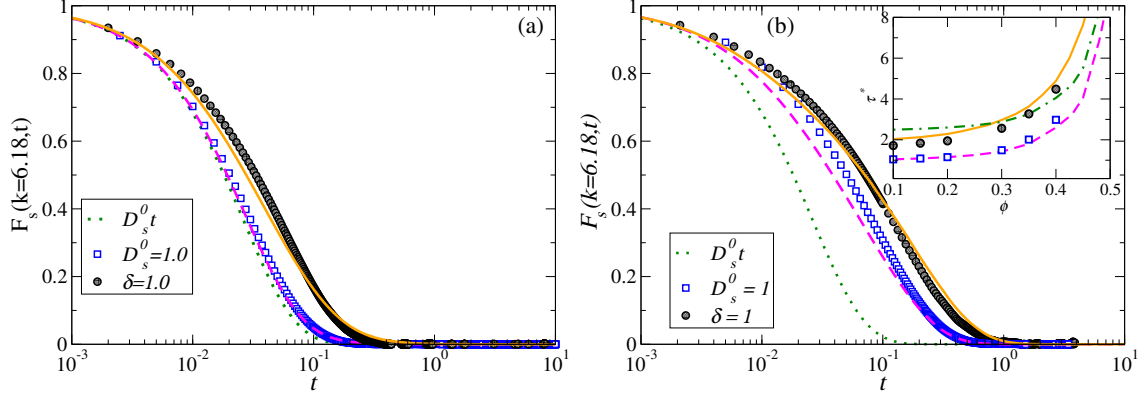 (a)
F_s(k=6.18,t)
1
0.8
0.6
0.4
0.2
0
D_s^0 t
D_s^0=1.0
δ=1.0
10^-3
10^-2
10^-1
10^0
10^1
t
(b)
F_s(k=6.18,t)
1
0.8
0.6
0.4
0.2
0
D_s^0 t
D_s^0 = 1
δ = 1
10^-3
10^-2
10^-1
10^0
10^1
t
τ^*
8
6
4
2
0
0.1
0.2
0.3
0.4
0.5
ϕ